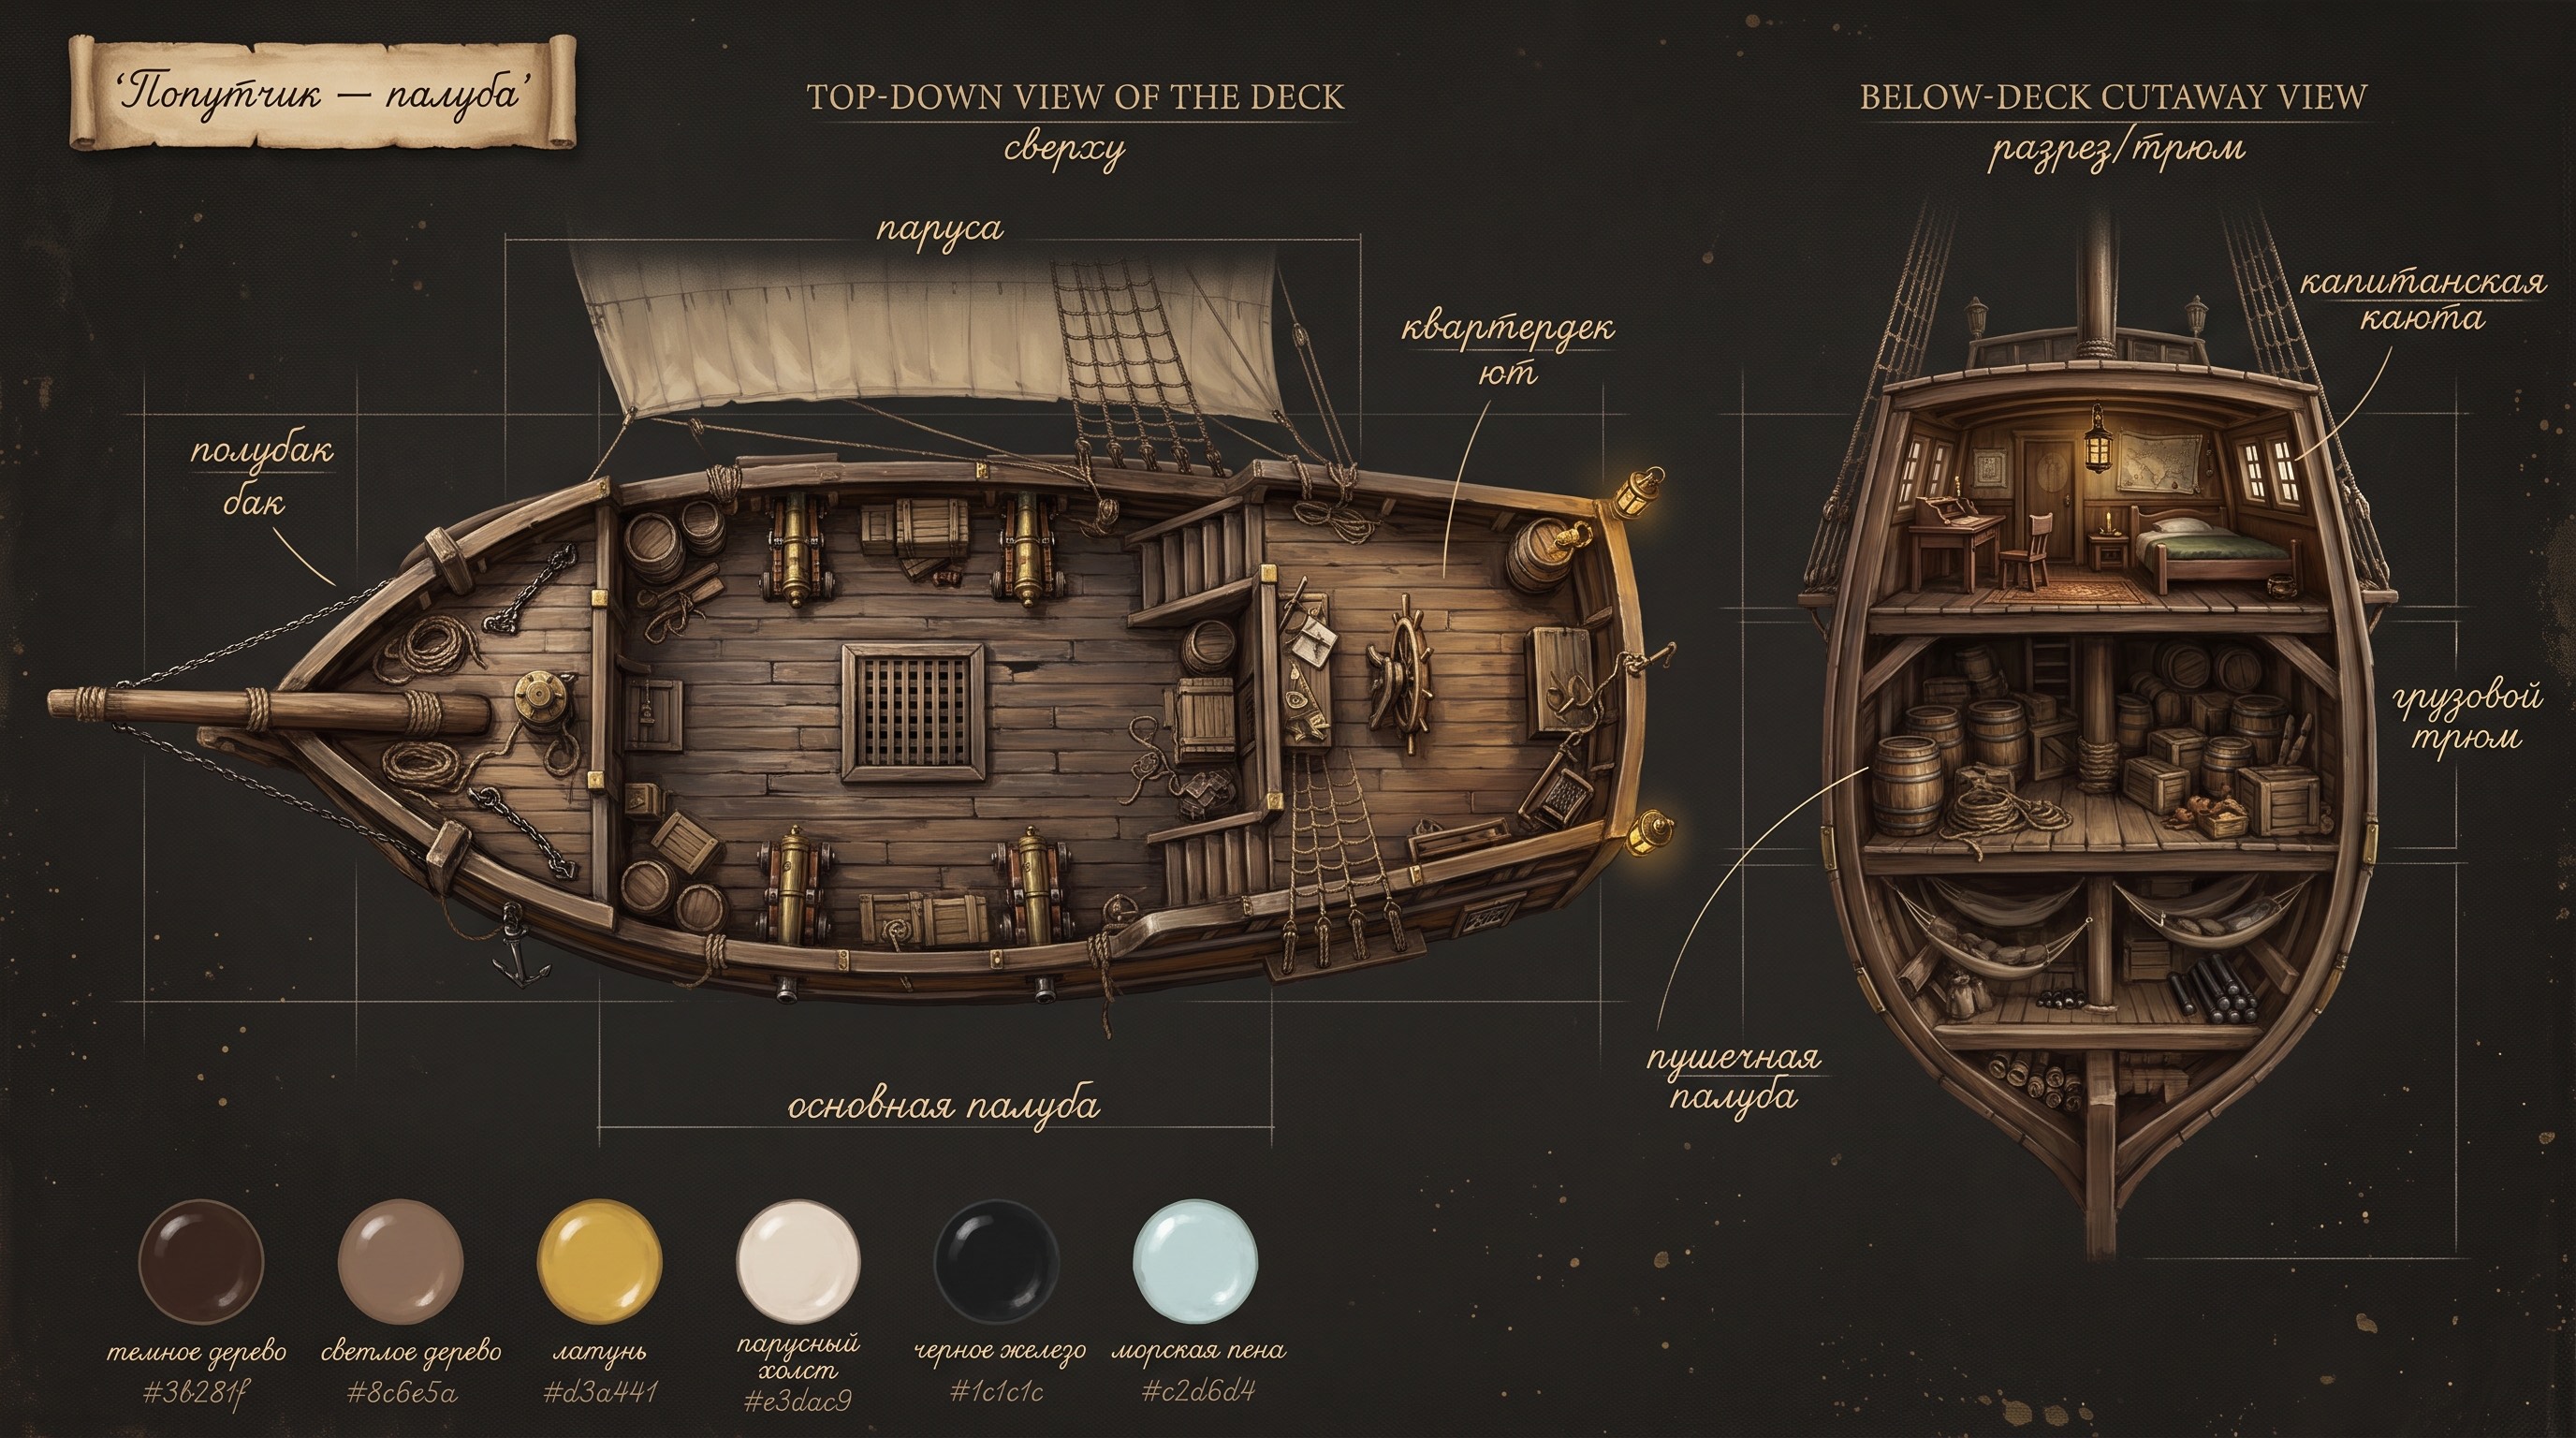 ‘Попутчик — палуба’
TOP-DOWN VIEW OF THE DECK
сверху
BELOW-DECK CUTAWAY VIEW
разрез/трюм
паруса
капитанская
каюта
квартердек
ют
полубак
бак
грузовой
трюм
пушечная
палуба
основная палуба
темное дерево
#3b281f
светлое дерево
#8c6e5a
латунь
#d3a441
парусный
холст
#e3dac9
черное железо
#1c1c1c
морская пена
#c2d6d4